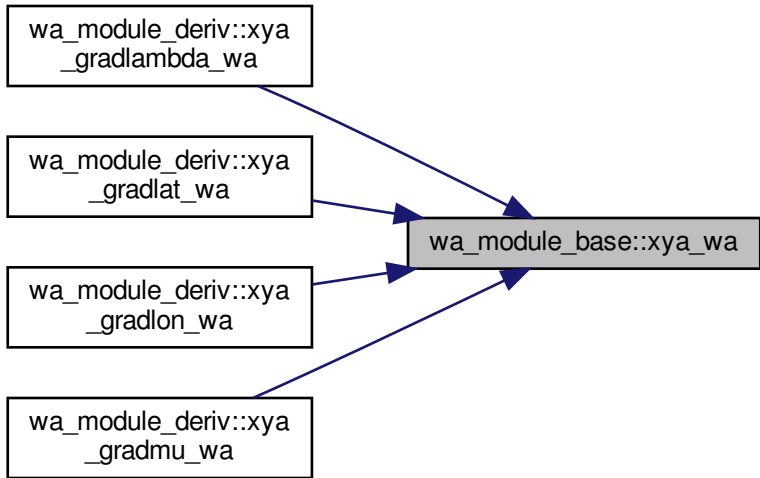 wa_module_deriv::xya
_gradlambda_wa
wa_module_deriv::xya
_gradlat_wa
wa_module_base::xya_wa
wa_module_deriv::xya
_gradlon_wa
wa_module_deriv::xya
_gradmu_wa